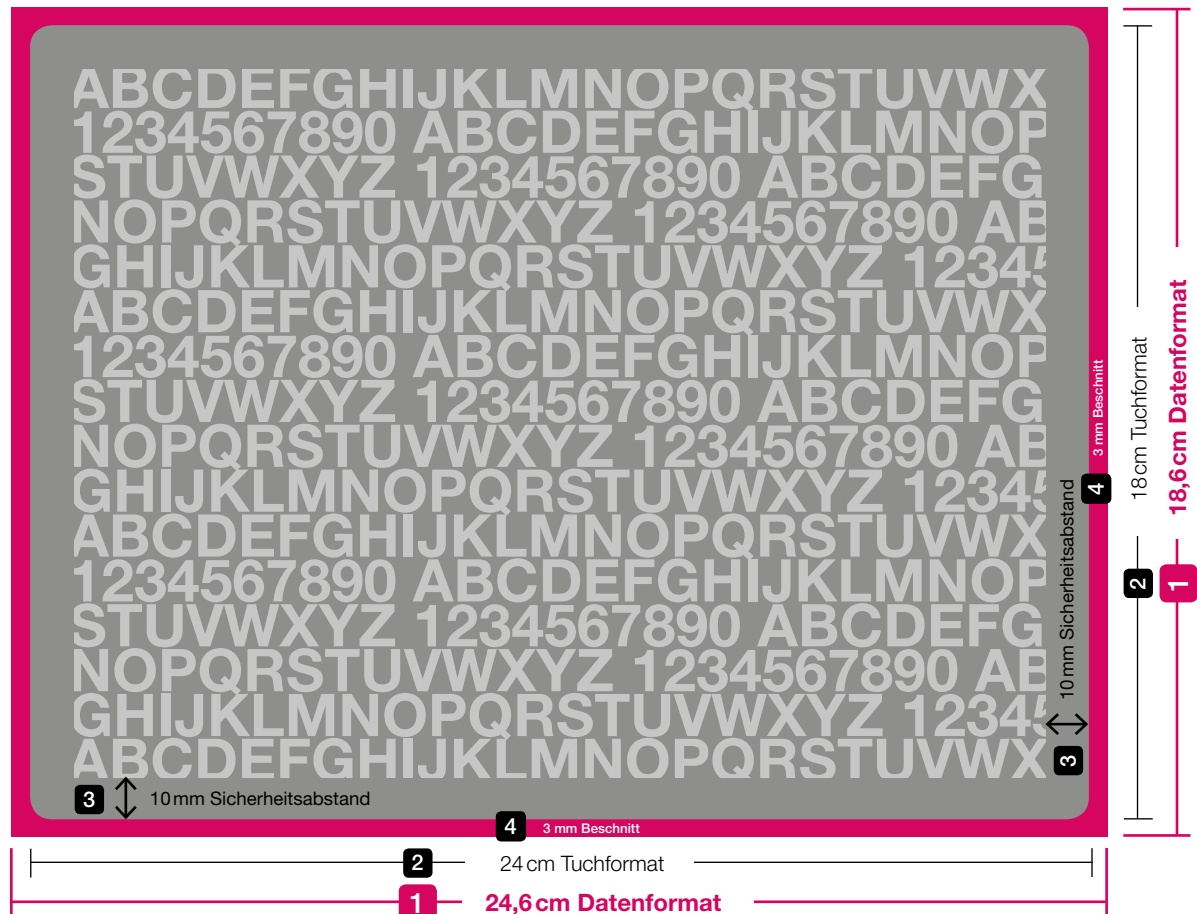 ABCDEFGHIJKLMNOPQRSTUVWX
1234567890 ABCDEFGHIJKLMNOP
STUVWXYZ 1234567890 ABCDEFG
NOPQRSTUVWXYZ 1234567890 AB
GHIJKLMNOPQRSTUVWXYZ 12345
ABCDEFGHIJKLMNOPQRSTUVWX
1234567890 ABCDEFGHIJKLMNOP
STUVWXYZ 1234567890 ABCDEFG
NOPQRSTUVWXYZ 1234567890 AB
GHIJKLMNOPQRSTUVWXYZ 12345
ABCDEFGHIJKLMNOPQRSTUVWX
1234567890 ABCDEFGHIJKLMNOP
STUVWXYZ 1234567890 ABCDEFG
NOPQRSTUVWXYZ 1234567890 AB
GHIJKLMNOPQRSTUVWXYZ 12345
ABCDEFGHIJKLMNOPQRSTUVWX
3 10 mm Sicherheitsabstand
4 3 mm Beschnitt
2 24 cm Tuchformat
1 24,6 cm Datenformat
3 10 mm Sicherheitsabstand
4 3 mm Beschnitt
2 18 cm Tuchformat
1 18,6 cm Datenformat